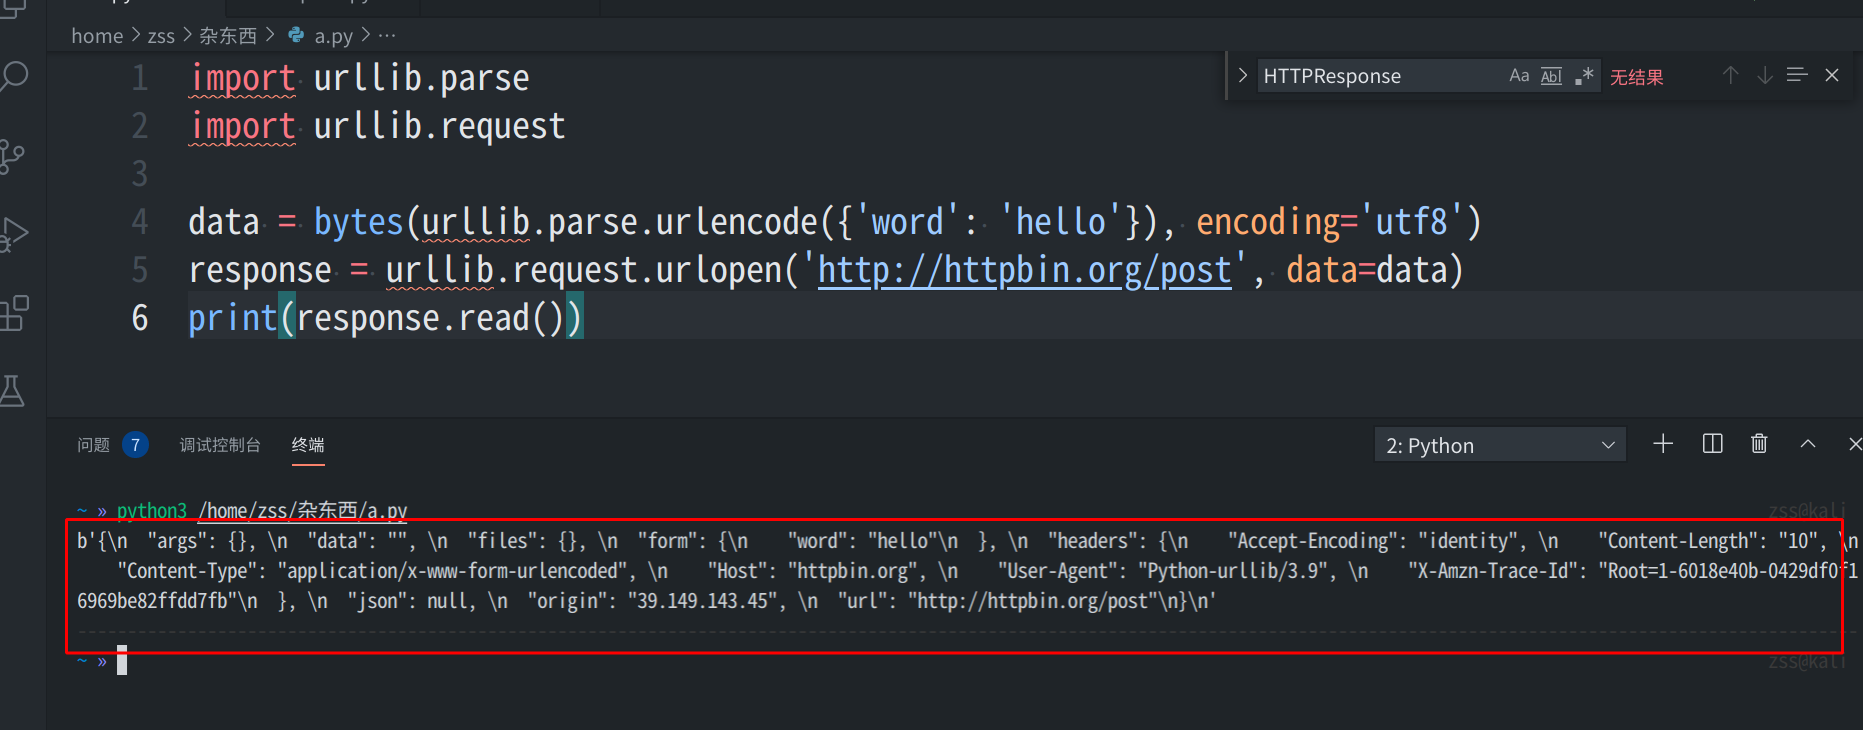 home > zss > 杂东西 > a.py > ...
HTTPResponse Aa Abl .* 无结果
1 import urllib.parse
2 import urllib.request
3
4 data = bytes(urllib.parse.urlencode({'word': 'hello'}), encoding='utf8')
5 response = urllib.request.urlopen('http://httpbin.org/post', data=data)
6 print(response.read())
问题 7 调试控制台 终端 2: Python
~ » python3 /home/zss/杂东西/a.py zss@kali
b'{\n  "args": {}, \n  "data": "", \n  "files": {}, \n  "form": {\n    "word": "hello"\n  }, \n  "headers": {\n    "Accept-Encoding": "identity", \n    "Content-Length": "10", \n
    "Content-Type": "application/x-www-form-urlencoded", \n    "Host": "httpbin.org", \n    "User-Agent": "Python-urllib/3.9", \n    "X-Amzn-Trace-Id": "Root=1-6018e40b-0429df0f1
6969be82ffdd7fb"\n  }, \n  "json": null, \n  "origin": "39.149.143.45", \n  "url": "http://httpbin.org/post"\n}\n'
~ » zss@kali